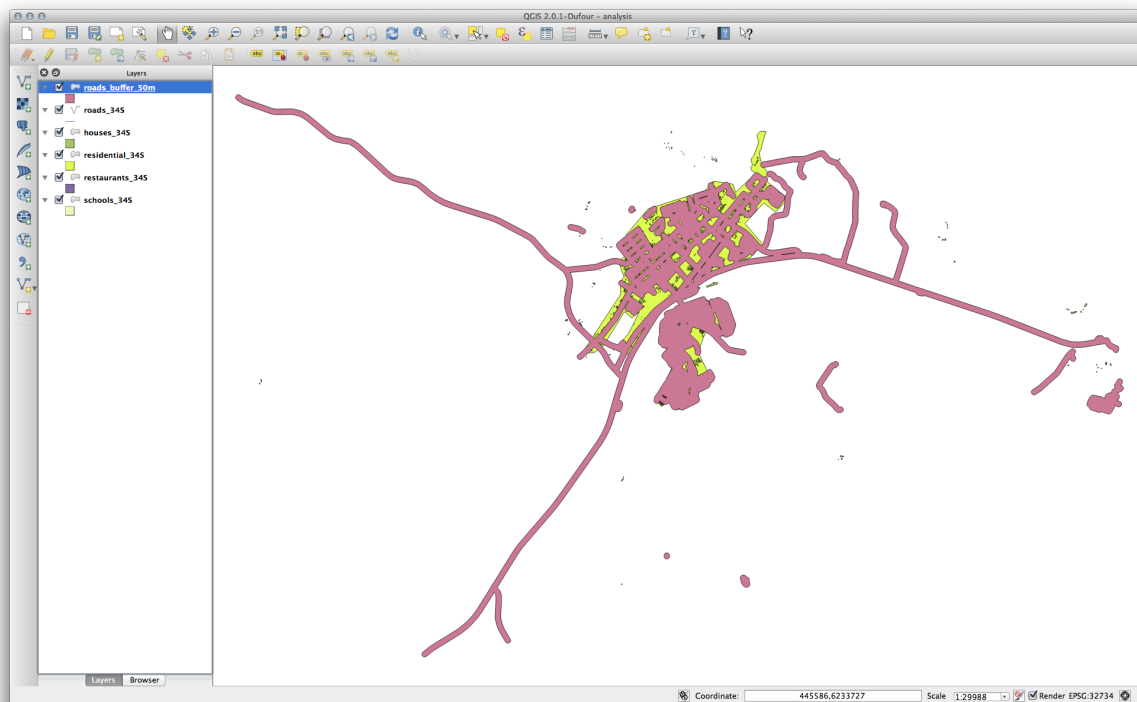 QGIS 2.0.1-Dufour - analysis
Layers
roads_buffer_50m
roads_34S
houses_34S
residential_34S
restaurants_34S
schools_34S
Layers
Browser
Coordinate:
445586,6233727
Scale
1:29988
Render
EPSG:32734